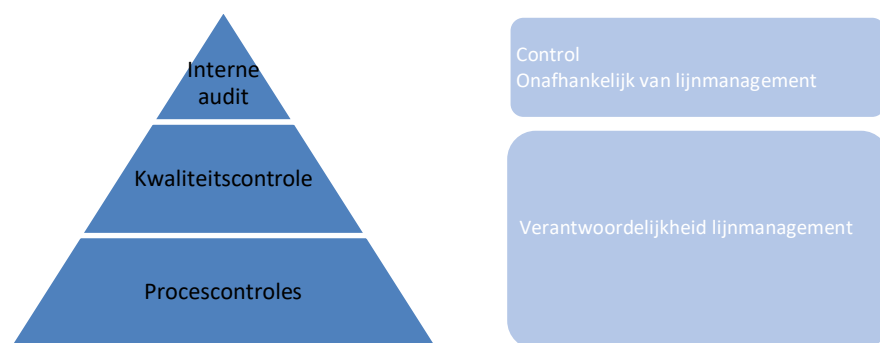 Interne
audit
Kwaliteitscontrole
Procescontroles
Control
Onafhankelijk van lijnmanagement
Verantwoordelijkheid lijnmanagement